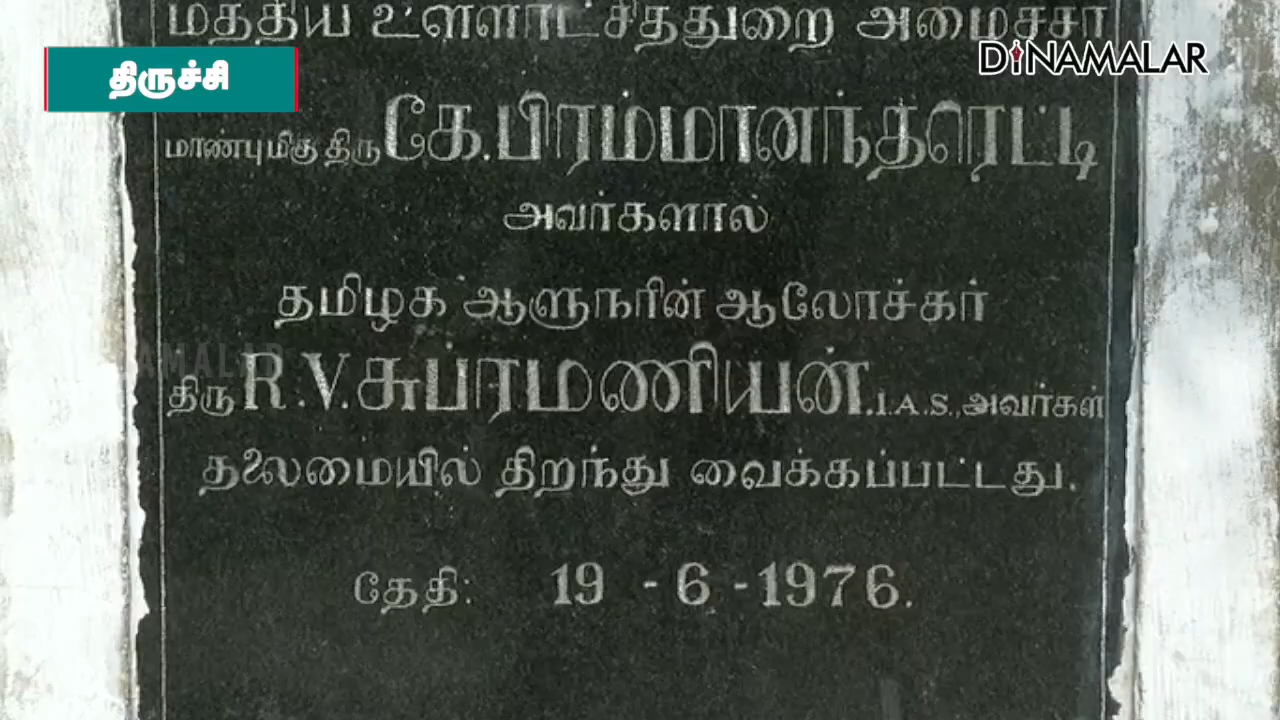 மத்திய உள்ளாட்சித்துறை அமைச்சர்
திருச்சி
DINAMALAR
மாண்புமிகு திரு கே.பிரம்மானந்தரெட்டி
அவர்களால்
தமிழக ஆளுநரின் ஆலோச்கர்
திரு R.V.சுப்ரமணியன்.I.A.S.,அவர்கள்
தலைமையில் திறந்து வைக்கப்பட்டது.
தேதி: 19 - 6 - 1976.